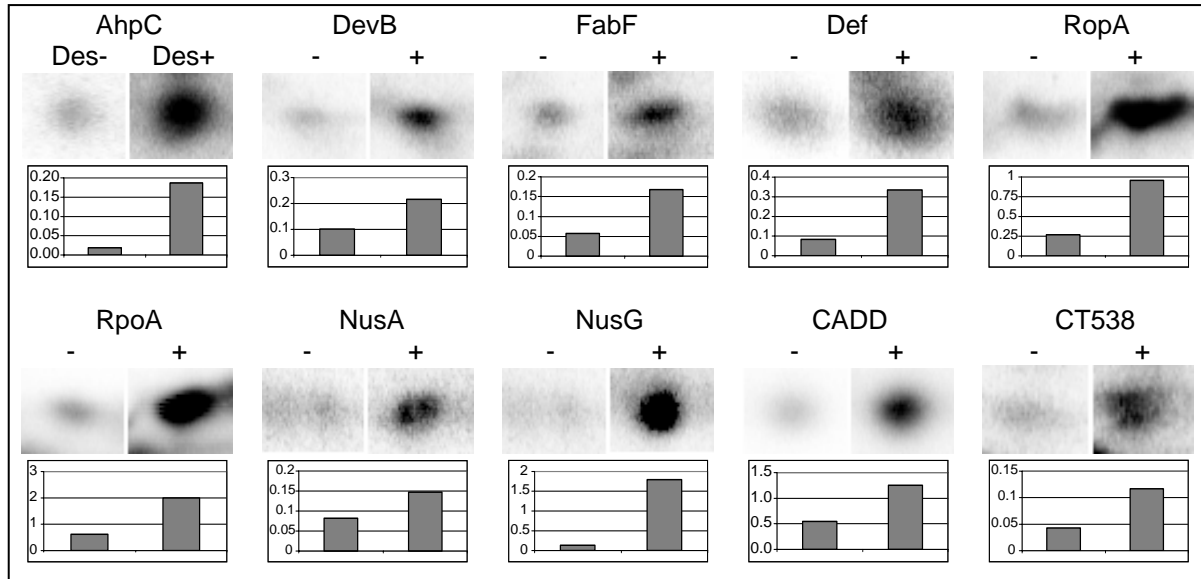 AhpC DevB FabF Def RopA
Des- Des+ - + - + - + - +
0.20 0.3 0.2 0.4 1
0.15 0.2 0.15 0.3 0.75
0.10 0.1 0.1 0.2 0.5
0.05 0 0.05 0.1 0.25
0.00 0 0 0
RpoA NusA NusG CADD CT538
- + - + - + - + - +
3 0.2 2 1.5 0.15
2 0.15 1.5 1.0 0.1
1 0.1 1 0.5 0.05
0 0.05 0.5 0.0 0
0 0